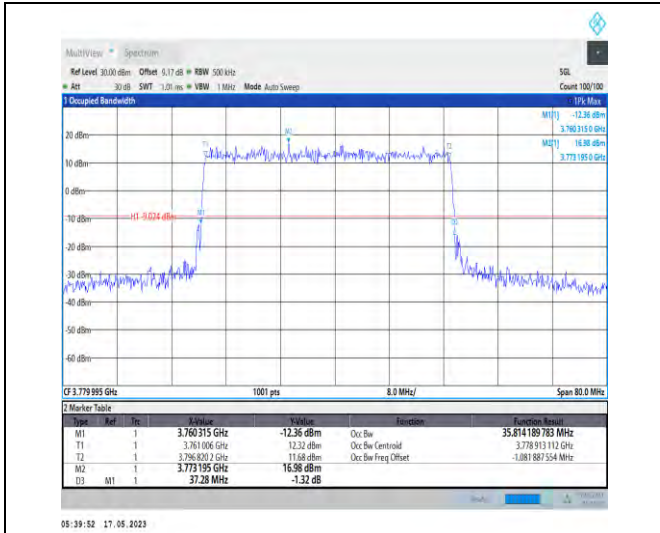 MultiView Spectrum
Ref Level 30.00 dBm Offset 9.17 dB RBW 500 kHz SGL
Att 30 dB SWT 1.01 ms VBW 1 MHz Mode Auto Sweep Count 100/100
1 Occupied Bandwidth 1Pk Max
M1[1] -12.36 dBm
3.760 315 0 GHz
M2[1] 16.98 dBm
3.773 195 0 GHz
20 dBm
M2
T1
T2
10 dBm
0 dBm
H1 -9.024 dBm
-10 dBm
M1
D3
-20 dBm
-30 dBm
-40 dBm
-50 dBm
-60 dBm
CF 3.779 995 GHz 1001 pts 8.0 MHz/ Span 80.0 MHz
2 Marker Table
Type Ref Trc X-Value Y-Value Function Function Result
M1 1 3.760315 GHz -12.36 dBm Occ Bw 35.814 189 783 MHz
T1 1 3.761 006 GHz 12.32 dBm Occ Bw Centroid 3.778 913 112 GHz
T2 1 3.796 820 2 GHz 11.68 dBm Occ Bw Freq Offset -1.081 887 554 MHz
M2 1 3.773 195 GHz 16.98 dBm
D3 M1 1 37.28 MHz -1.32 dB
05:39:52 17.05.2023